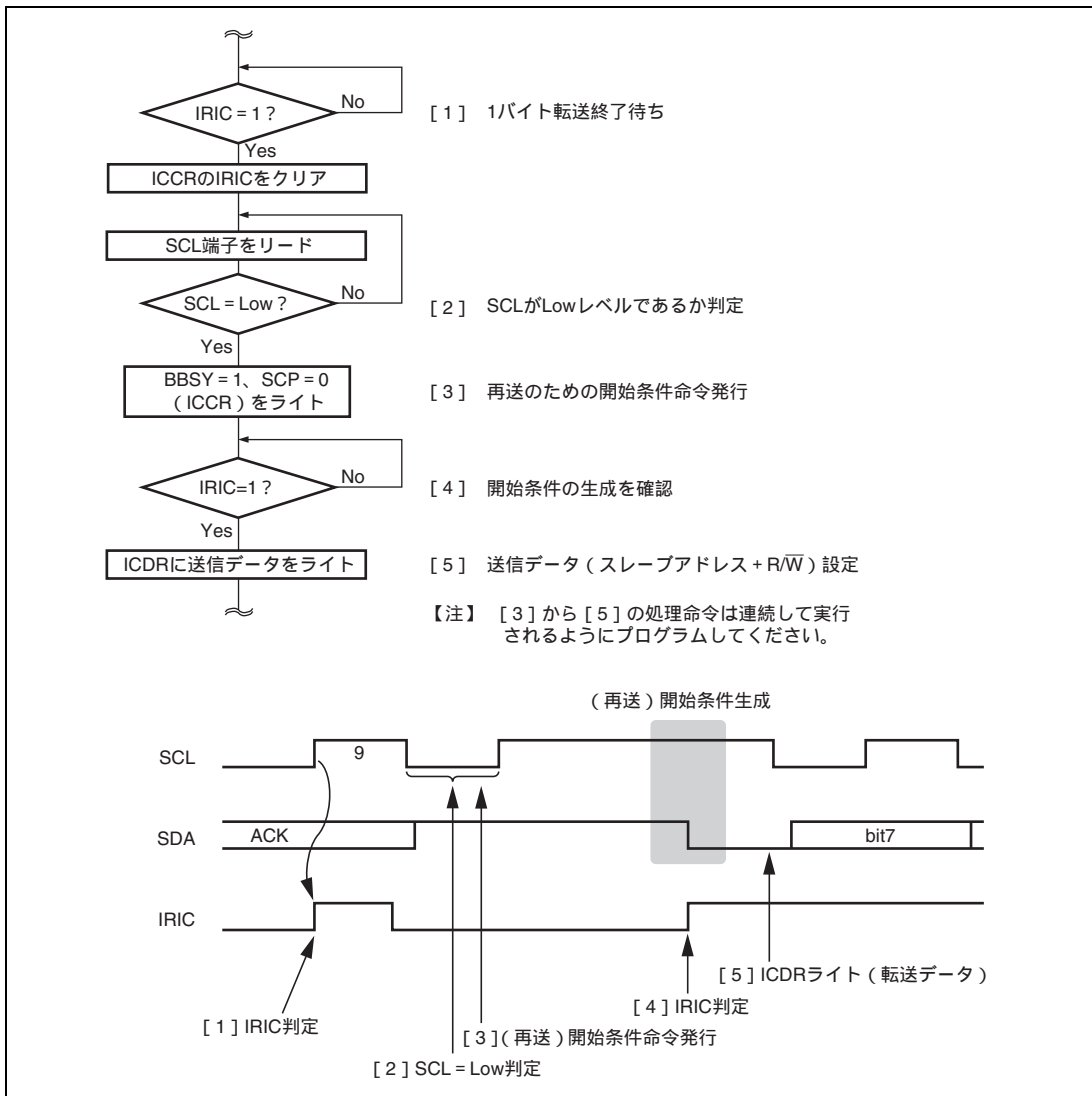 IRIC = 1 ?
No
[ 1 ] 1バイト転送終了待ち
Yes
ICCRのIRICをクリア
SCL端子をリード
SCL = Low ?
No
[ 2 ] SCLがLowレベルであるか判定
Yes
BBSY = 1、SCP = 0
( ICCR ) をライト
[ 3 ] 再送のための開始条件命令発行
IRIC=1 ?
No
[ 4 ] 開始条件の生成を確認
Yes
ICDRに送信データをライト
[ 5 ] 送信データ ( スレーブアドレス + R/W̅ ) 設定
【注】 [ 3 ] から [ 5 ] の処理命令は連続して実行
されるようにプログラムしてください。
( 再送 ) 開始条件生成
SCL
9
SDA
ACK
bit7
IRIC
[ 5 ] ICDRライト ( 転送データ )
[ 4 ] IRIC判定
[ 1 ] IRIC判定
[ 3 ] ( 再送 ) 開始条件命令発行
[ 2 ] SCL = Low判定